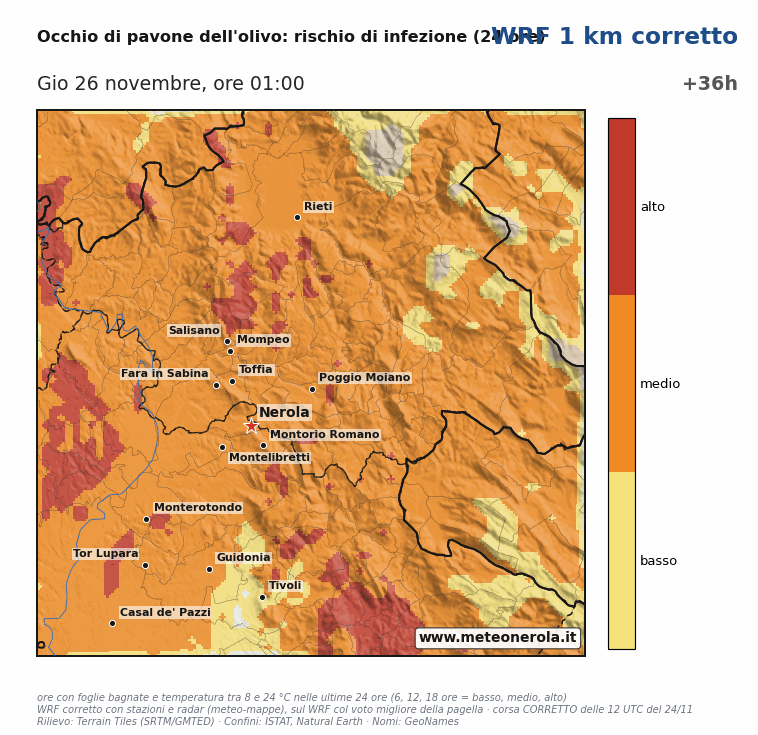 Occhio di pavone dell'olivo: rischio di infezione (24 ore)
WRF 1 km corretto
Gio 26 novembre, ore 01:00
+36h
alto
Rieti
Salisano
Mompeo
Toffia
Fara in Sabina
Poggio Moiano
medio
Nerola
Montorio Romano
Montelibretti
Monterotondo
Tor Lupara
Guidonia
basso
Tivoli
Casal de' Pazzi
www.meteonerola.it
ore con foglie bagnate e temperatura tra 8 e 24 °C nelle ultime 24 ore (6, 12, 18 ore = basso, medio, alto)
WRF corretto con stazioni e radar (meteo-mappe), sul WRF col voto migliore della pagella · corsa CORRETTO delle 12 UTC del 24/11
Rilievo: Terrain Tiles (SRTM/GMTED) · Confini: ISTAT, Natural Earth · Nomi: GeoNames